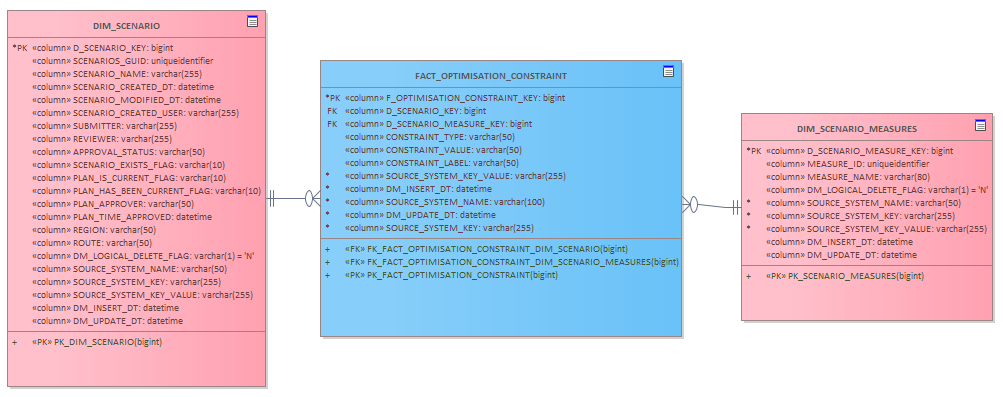 DIM_SCENARIO
*PK «column» D_SCENARIO_KEY: bigint
«column» SCENARIOS_GUID: uniqueidentifier
«column» SCENARIO_NAME: varchar(255)
«column» SCENARIO_CREATED_DT: datetime
«column» SCENARIO_MODIFIED_DT: datetime
«column» SCENARIO_CREATED_USER: varchar(255)
«column» SUBMITTER: varchar(255)
«column» REVIEWER: varchar(255)
«column» APPROVAL_STATUS: varchar(50)
«column» SCENARIO_EXISTS_FLAG: varchar(10)
«column» PLAN_IS_CURRENT_FLAG: varchar(10)
«column» PLAN_HAS_BEEN_CURRENT_FLAG: varchar(10)
«column» PLAN_APPROVER: varchar(50)
«column» PLAN_TIME_APPROVED: datetime
«column» REGION: varchar(50)
«column» ROUTE: varchar(50)
«column» DM_LOGICAL_DELETE_FLAG: varchar(1) = 'N'
«column» SOURCE_SYSTEM_NAME: varchar(50)
«column» SOURCE_SYSTEM_KEY: varchar(255)
«column» SOURCE_SYSTEM_KEY_VALUE: varchar(255)
«column» DM_INSERT_DT: datetime
«column» DM_UPDATE_DT: datetime
+ «PK» PK_DIM_SCENARIO(bigint)
FACT_OPTIMISATION_CONSTRAINT
*PK «column» F_OPTIMISATION_CONSTRAINT_KEY: bigint
FK «column» D_SCENARIO_KEY: bigint
FK «column» D_SCENARIO_MEASURE_KEY: bigint
«column» CONSTRAINT_TYPE: varchar(50)
«column» CONSTRAINT_VALUE: varchar(50)
«column» CONSTRAINT_LABEL: varchar(50)
* «column» SOURCE_SYSTEM_KEY_VALUE: varchar(255)
* «column» DM_INSERT_DT: datetime
* «column» SOURCE_SYSTEM_NAME: varchar(100)
* «column» DM_UPDATE_DT: datetime
* «column» SOURCE_SYSTEM_KEY: varchar(255)
+ «FK» FK_FACT_OPTIMISATION_CONSTRAINT_DIM_SCENARIO(bigint)
+ «FK» FK_FACT_OPTIMISATION_CONSTRAINT_DIM_SCENARIO_MEASURES(bigint)
+ «PK» PK_FACT_OPTIMISATION_CONSTRAINT(bigint)
DIM_SCENARIO_MEASURES
*PK «column» D_SCENARIO_MEASURE_KEY: bigint
«column» MEASURE_ID: uniqueidentifier
«column» MEASURE_NAME: varchar(80)
«column» DM_LOGICAL_DELETE_FLAG: varchar(1) = 'N'
* «column» SOURCE_SYSTEM_NAME: varchar(50)
* «column» SOURCE_SYSTEM_KEY: varchar(255)
* «column» SOURCE_SYSTEM_KEY_VALUE: varchar(255)
«column» DM_INSERT_DT: datetime
«column» DM_UPDATE_DT: datetime
+ «PK» PK_SCENARIO_MEASURES(bigint)